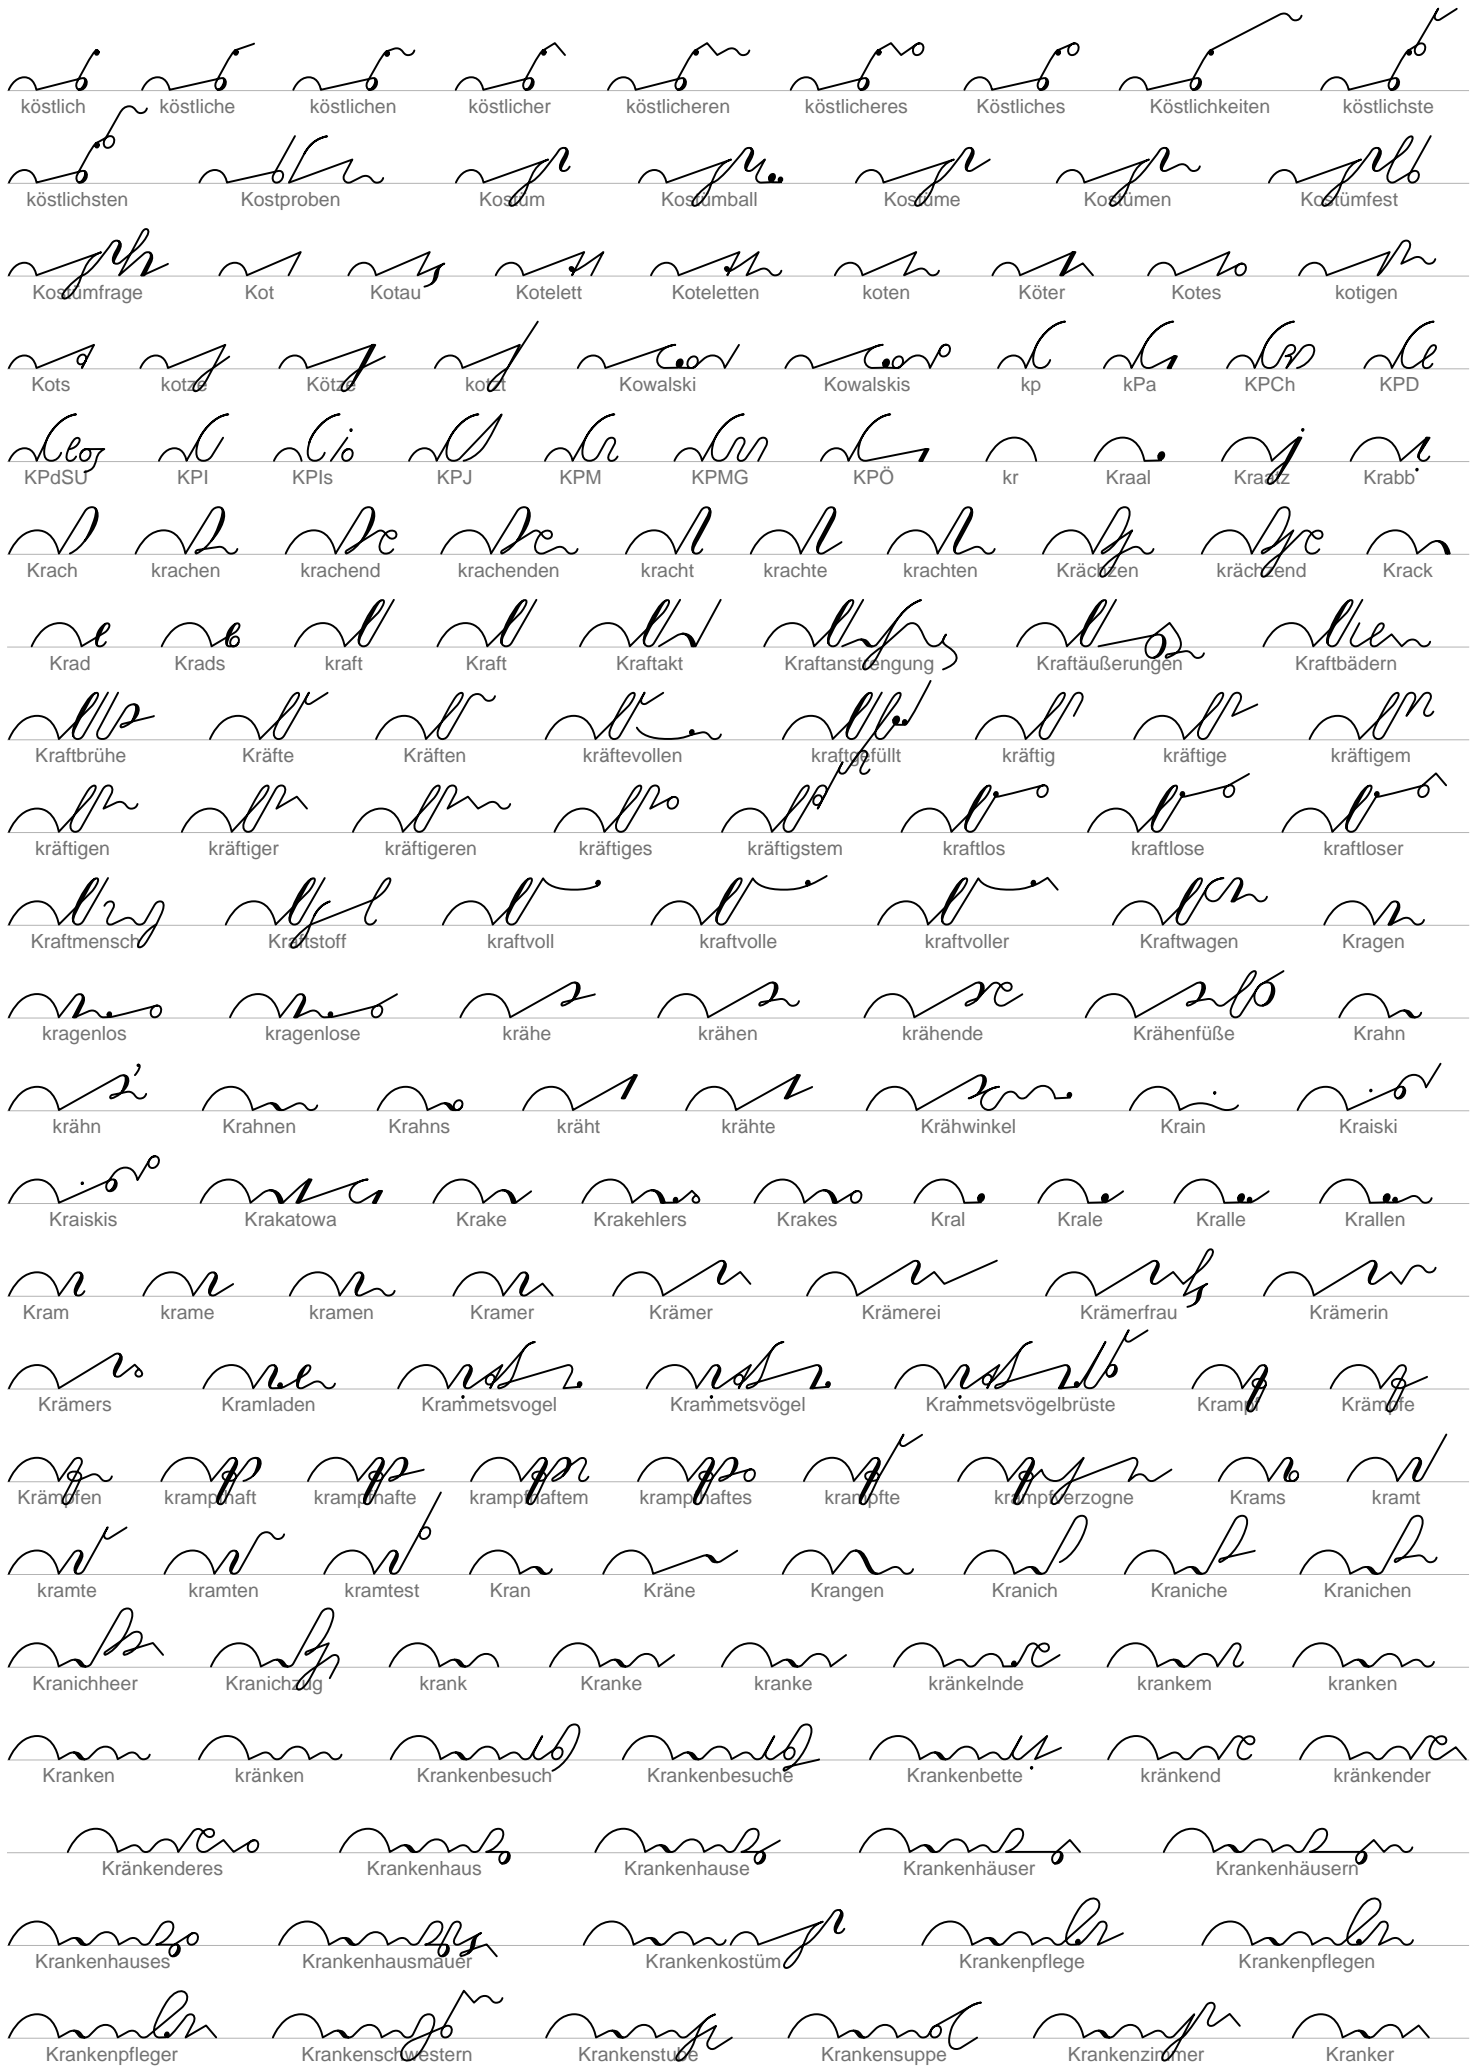 köstlich köstliche köstlichen köstlicher köstlicheren köstlicheres Köstliches Köstlichkeiten köstlichste
köstlichsten Kostproben Kostüm Kostümball Kostüme Kostümen Kostümfest
Kostümfrage Kot Kotau Kotelett Koteletten koten Köter Kotes kotigen
Kots kotze Kötze kotzt Kowalski Kowalskis kp kPa KPCh KPD
KPdSU KPI KPIs KPJ KPM KPMG KPÖ kr Kraal Kraatz Krabb
Krach krachen krachend krachenden kracht krachte krachten Krächzen krächzend Krack
Krad Krads kraft Kraft Kraftakt Kraftanstrengung Kraftäußerungen Kraftbädern
Kraftbrühe Kräfte Kräften kräftevollen kraftgefüllt kräftig kräftige kräftigem
kräftigen kräftiger kräftigeren kräftiges kräftigstem kraftlos kraftlose kraftloser
Kraftmensch Kraftstoff kraftvoll kraftvolle kraftvoller Kraftwagen Kragen
kragenlos kragenlose krähe krähen krähende Krähenfüße Krahn
krähn Krahnen Krahns kräht krähte Krähwinkel Krain Kraiski
Kraiskis Krakatowa Krake Krakehlers Krakes Kral Krale Kralle Krallen
Kram krame kramen Kramer Krämer Krämerei Krämerfrau Krämerin
Krämers Kramladen Krammetsvogel Krammetsvögel Krammetsvögelbrüste Krampf Krämpfe
Krämpfen krampfhaft krampfhafte krampfhaftem krampfhaftes krampfte krampfverzogne Krams kramt
kramte kramten kramtest Kran Kräne Krangen Kranich Kraniche Kranichen
Kranichheer Kranichzug krank Kranke kranke kränkelnde krankem kranken
Kranken kränken Krankenbesuch Krankenbesuche Krankenbette kränkend kränkender
Kränkenderes Krankenhaus Krankenhause Krankenhäuser Krankenhäusern
Krankenhauses Krankenhausmauer Krankenkostüm Krankenpflege Krankenpflegen
Krankenpfleger Krankenschwestern Krankenstube Krankensuppe Krankenzimmer Kranker